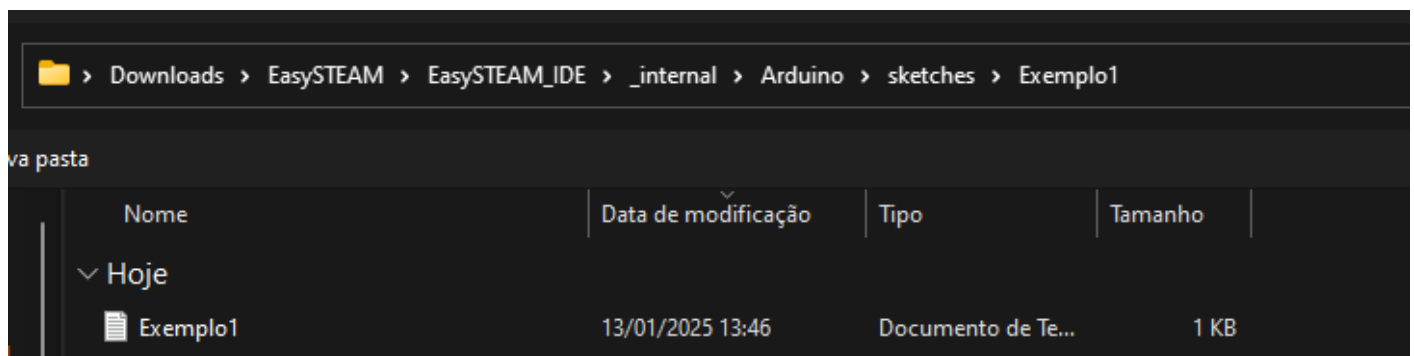 Downloads > EasySTEAM > EasySTEAM_IDE > _internal > Arduino > sketches > Exemplo1
va pasta
Nome Data de modificação Tipo Tamanho
Hoje
Exemplo1 13/01/2025 13:46 Documento de Te... 1 KB